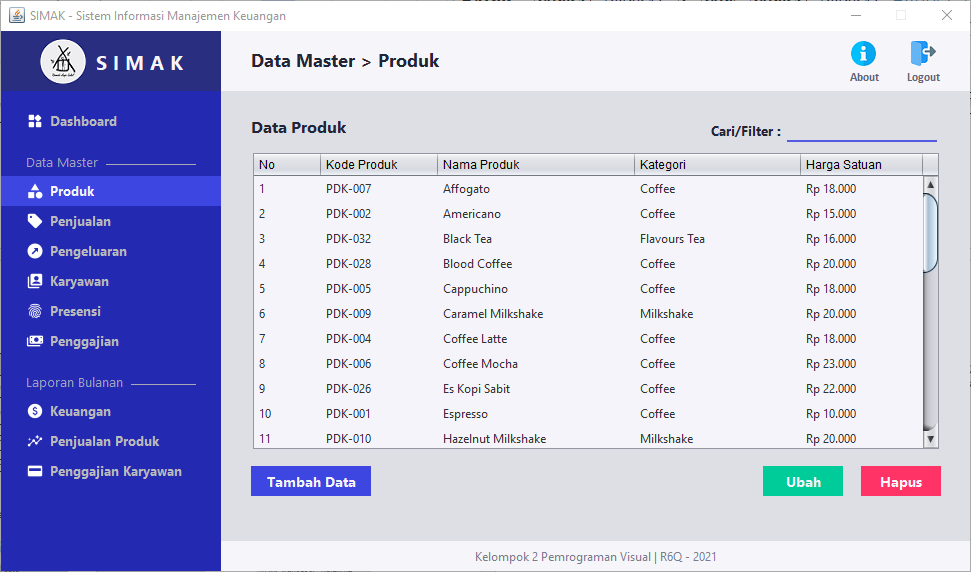 SIMAK - Sistem Informasi Manajemen Keuangan
SIMAK
Data Master > Produk
About
Logout
Dashboard
Data Master
Produk
Penjualan
Pengeluaran
Karyawan
Presensi
Penggajian
Laporan Bulanan
Keuangan
Penjualan Produk
Penggajian Karyawan
Data Produk
Cari/Filter :
No Kode Produk Nama Produk Kategori Harga Satuan
1 PDK-007 Affogato Coffee Rp 18.000
2 PDK-002 Americano Coffee Rp 15.000
3 PDK-032 Black Tea Flavours Tea Rp 16.000
4 PDK-028 Blood Coffee Coffee Rp 20.000
5 PDK-005 Cappuchino Coffee Rp 18.000
6 PDK-009 Caramel Milkshake Milkshake Rp 20.000
7 PDK-004 Coffee Latte Coffee Rp 18.000
8 PDK-006 Coffee Mocha Coffee Rp 23.000
9 PDK-026 Es Kopi Sabit Coffee Rp 22.000
10 PDK-001 Espresso Coffee Rp 10.000
11 PDK-010 Hazelnut Milkshake Milkshake Rp 20.000
Tambah Data
Ubah
Hapus
Kelompok 2 Pemrograman Visual | R6Q - 2021